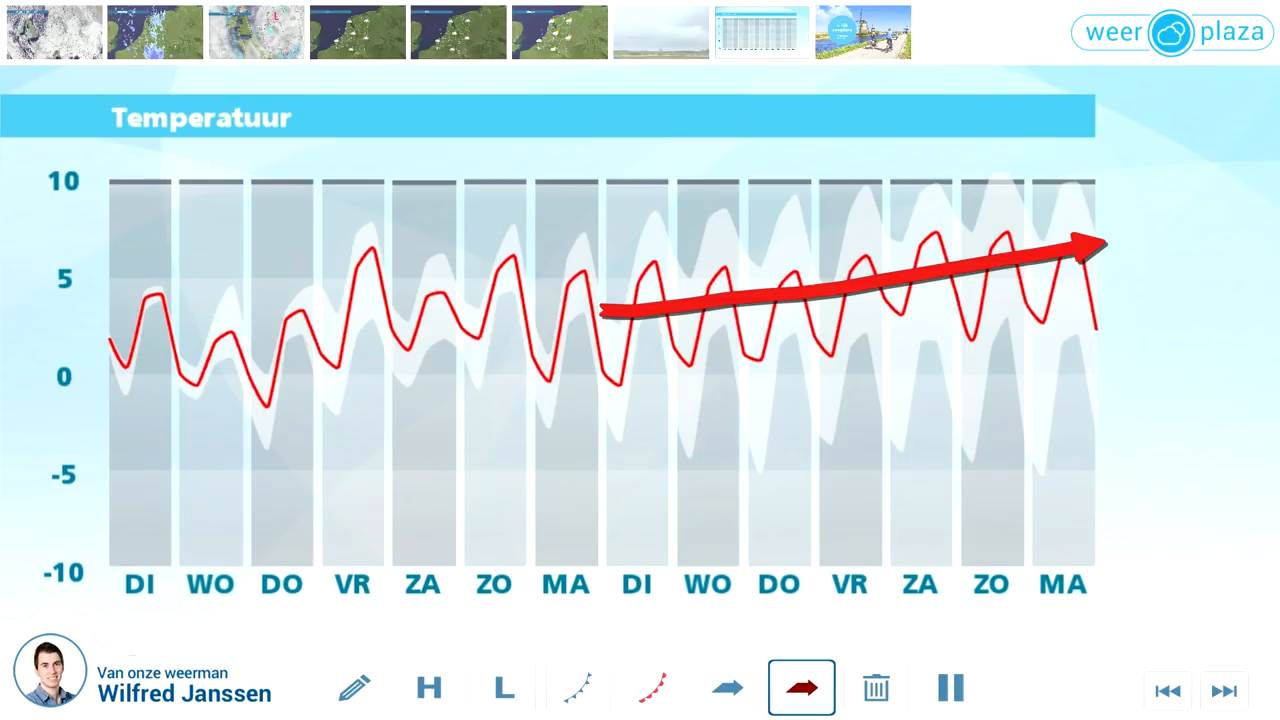 weer plaza
Temperatuur
10
5
0
-5
-10
DI WO DO VR ZA ZO MA DI WO DO VR ZA ZO MA
Van onze weerman
Wilfred Janssen
H L